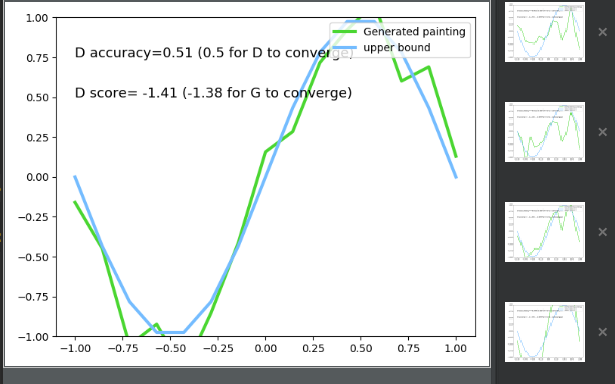 Generated painting
upper bound
D accuracy=0.51 (0.5 for D to converge)
D score= -1.41 (-1.38 for G to converge)
1.00
0.75
0.50
0.25
0.00
−0.25
−0.50
−0.75
−1.00
−1.00 −0.75 −0.50 −0.25 0.00 0.25 0.50 0.75 1.00